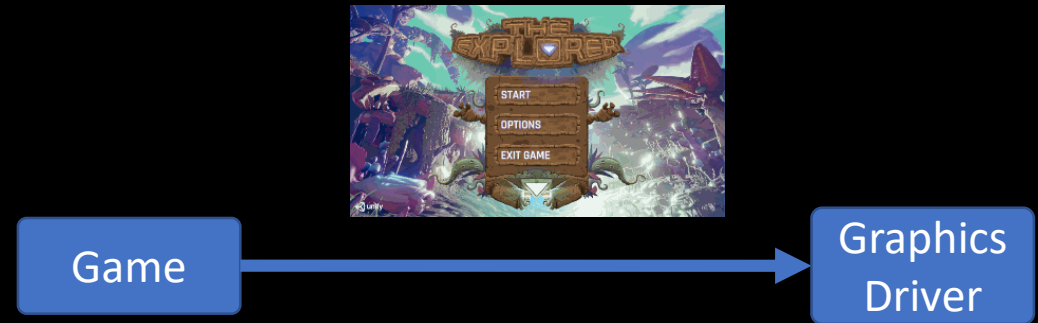 THE
EXPLORER
START
OPTIONS
EXIT GAME
unity
Game
Graphics
Driver